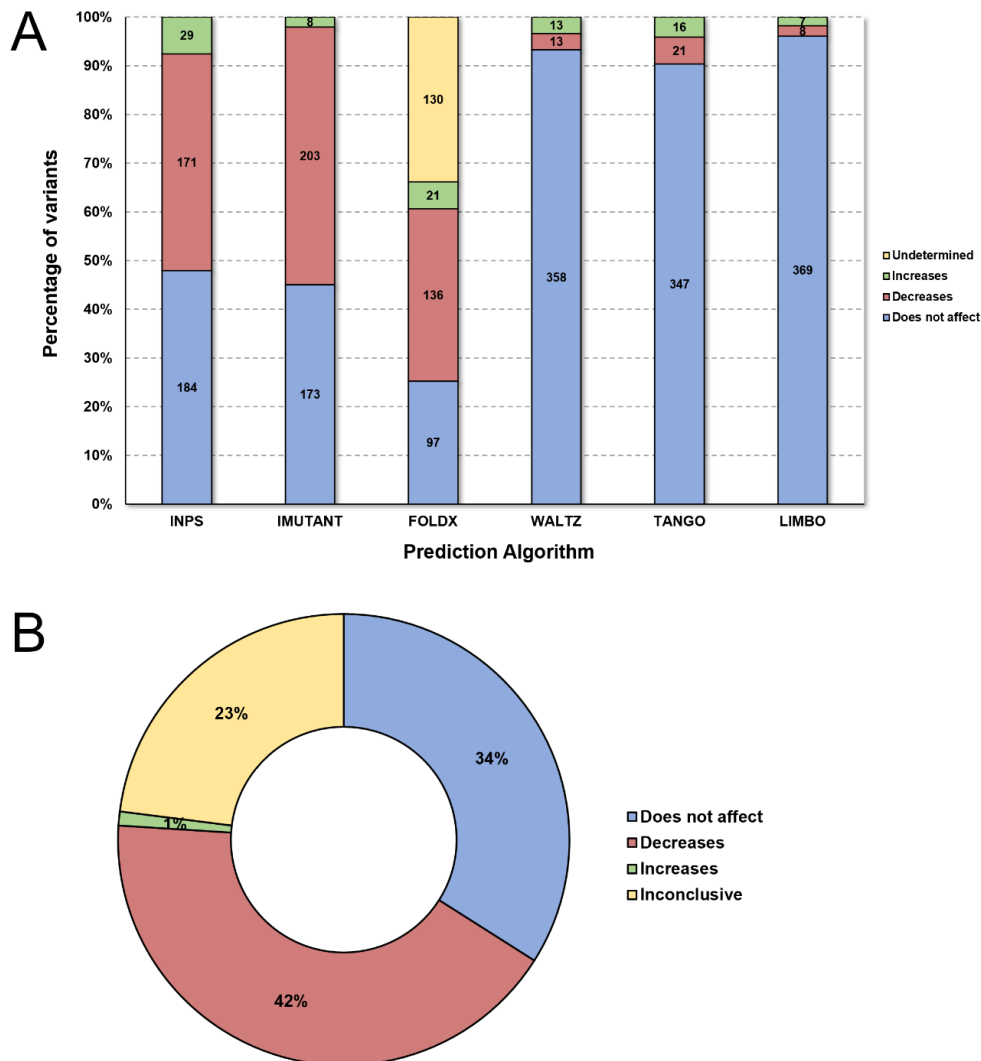 A
Percentage of variants
100%
90%
80%
70%
60%
50%
40%
30%
20%
10%
0%
29
171
184
8
203
173
130
21
136
97
13
13
358
16
21
347
7
8
369
INPS
IMUTANT
FOLDX
WALTZ
TANGO
LIMBO
Prediction Algorithm
Undetermined
Increases
Decreases
Does not affect
B
23%
34%
1%
42%
Does not affect
Decreases
Increases
Inconclusive